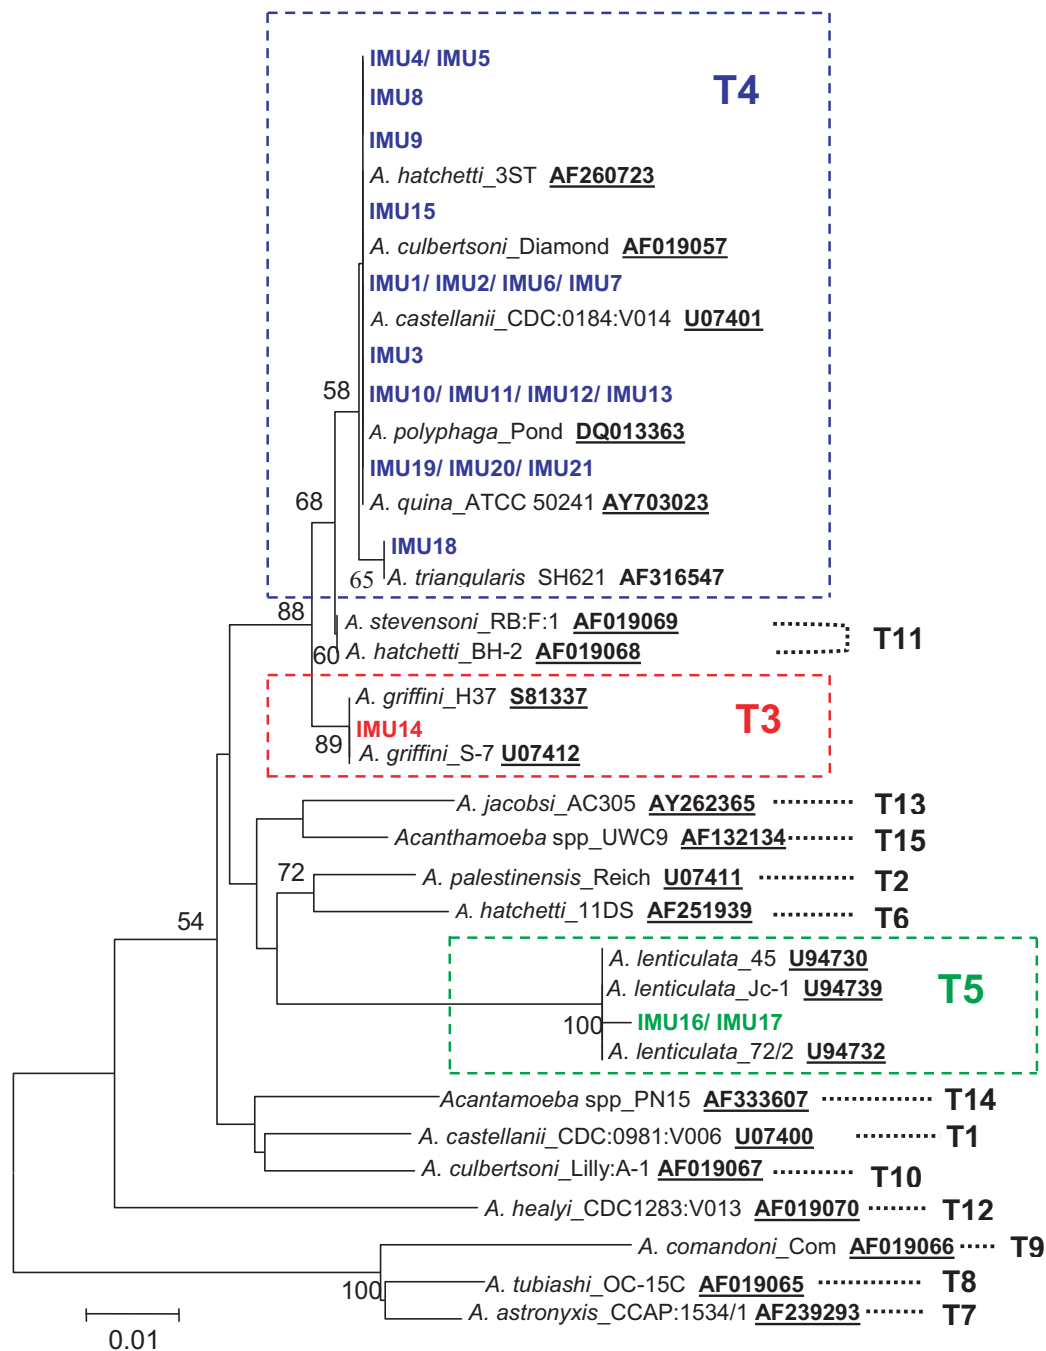 IMU4/ IMU5
T4
IMU8
IMU9
A. hatchetti_3ST AF260723
IMU15
A. culbertsoni_Diamond AF019057
IMU1/ IMU2/ IMU6/ IMU7
A. castellanii_CDC:0184:V014 U07401
IMU3
58
IMU10/ IMU11/ IMU12/ IMU13
A. polyphaga_Pond DQ013363
IMU19/ IMU20/ IMU21
68
A. quina_ATCC 50241 AY703023
IMU18
65
A. triangularis_SH621 AF316547
88
A. stevensoni_RB:F:1 AF019069
T11
60
A. hatchetti_BH-2 AF019068
A. griffini_H37 S81337
T3
IMU14
89
A. griffini_S-7 U07412
A. jacobsi_AC305 AY262365 T13
Acanthamoeba spp_UWC9 AF132134 T15
72
A. palestinensis_Reich U07411 T2
A. hatchetti_11DS AF251939 T6
54
A. lenticulata_45 U94730
A. lenticulata_Jc-1 U94739
T5
100
IMU16/ IMU17
A. lenticulata_72/2 U94732
Acantamoeba spp_PN15 AF333607 T14
A. castellanii_CDC:0981:V006 U07400 T1
A. culbertsoni_Lilly:A-1 AF019067 T10
A. healyi_CDC1283:V013 AF019070 T12
A. comandoni_Com AF019066 T9
100
A. tubiashi_OC-15C AF019065 T8
A. astronyxis_CCAP:1534/1 AF239293 T7
0.01